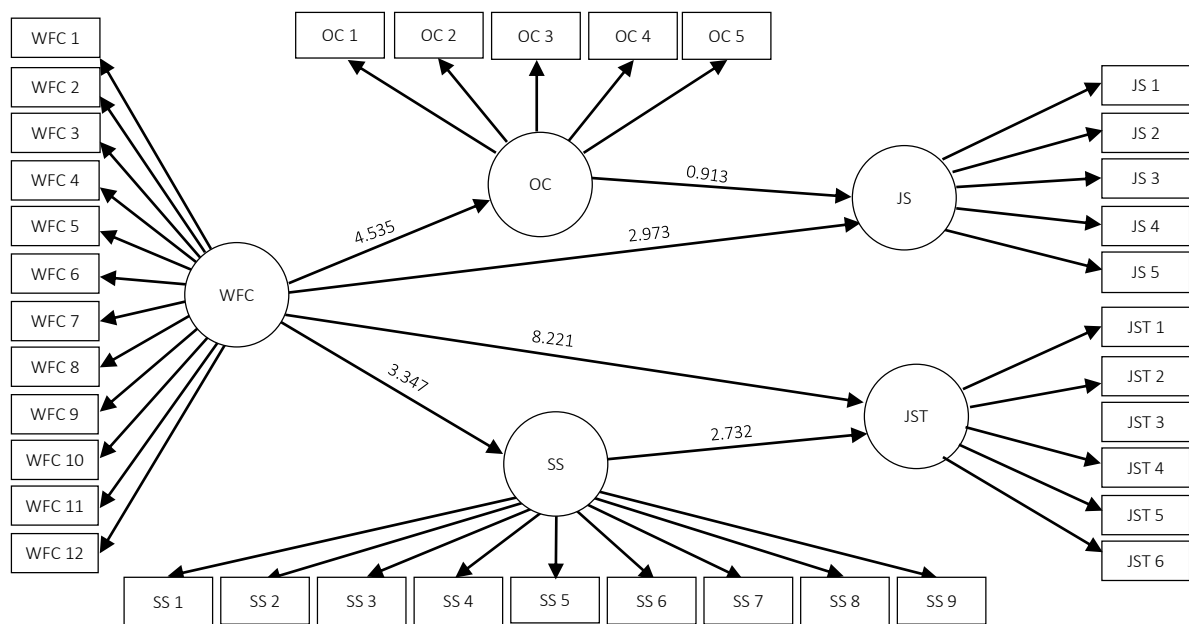 WFC 1
WFC 2
WFC 3
WFC 4
WFC 5
WFC 6
WFC 7
WFC 8
WFC 9
WFC 10
WFC 11
WFC 12
OC 1
OC 2
OC 3
OC 4
OC 5
WFC
OC
JS
JST
SS
4.535
0.913
2.973
8.221
3.347
2.732
JS 1
JS 2
JS 3
JS 4
JS 5
JST 1
JST 2
JST 3
JST 4
JST 5
JST 6
SS 1
SS 2
SS 3
SS 4
SS 5
SS 6
SS 7
SS 8
SS 9